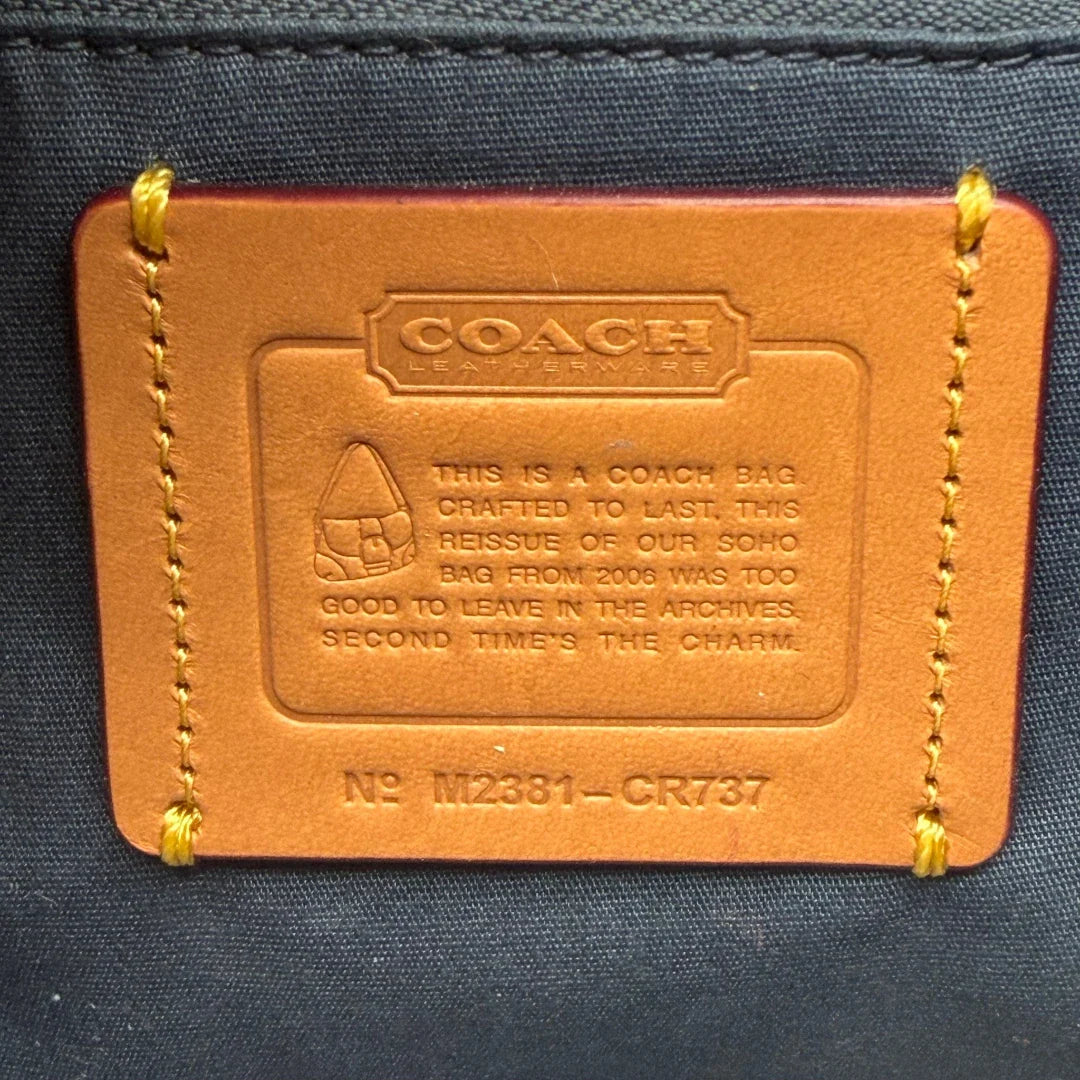 COACH
LEATHERWARE
THIS IS A COACH BAG.
CRAFTED TO LAST, THIS
REISSUE OF OUR SOHO
BAG FROM 2006 WAS TOO
GOOD TO LEAVE IN THE ARCHIVES.
SECOND TIME'S THE CHARM.
Nº M2381-CR737